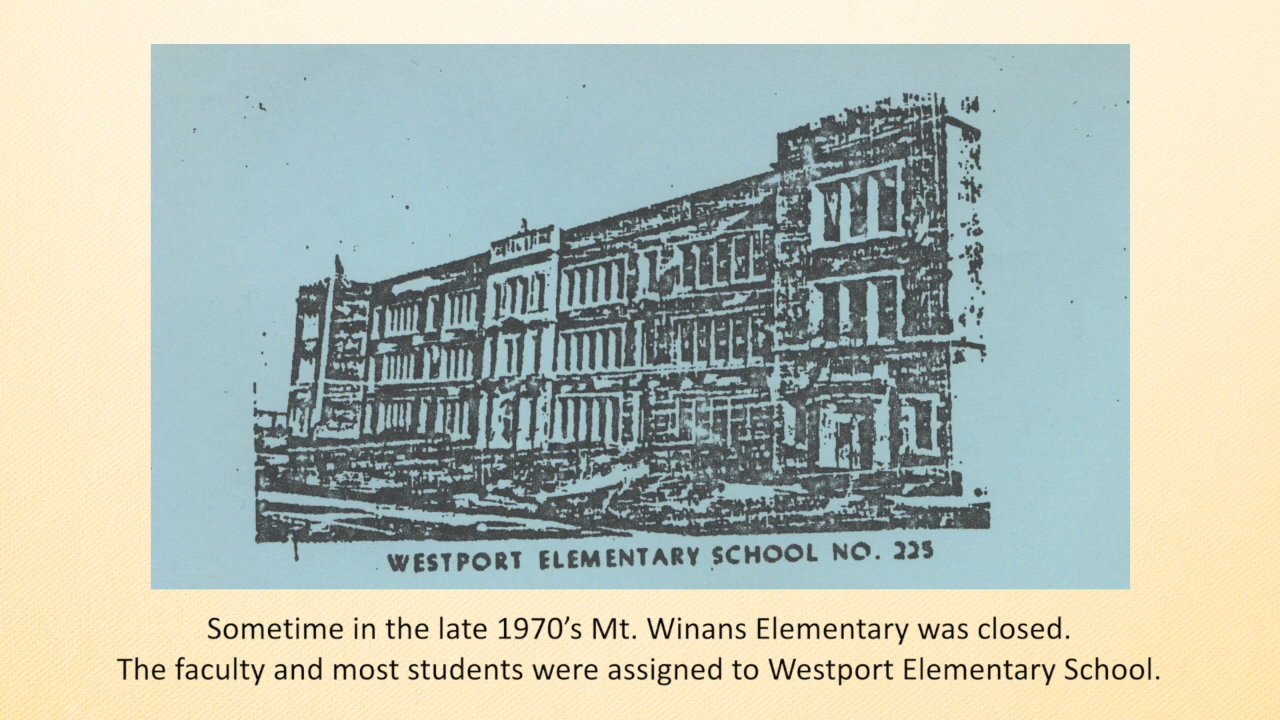 WESTPORT ELEMENTARY SCHOOL NO. 225
Sometime in the late 1970’s Mt. Winans Elementary was closed.
The faculty and most students were assigned to Westport Elementary School.